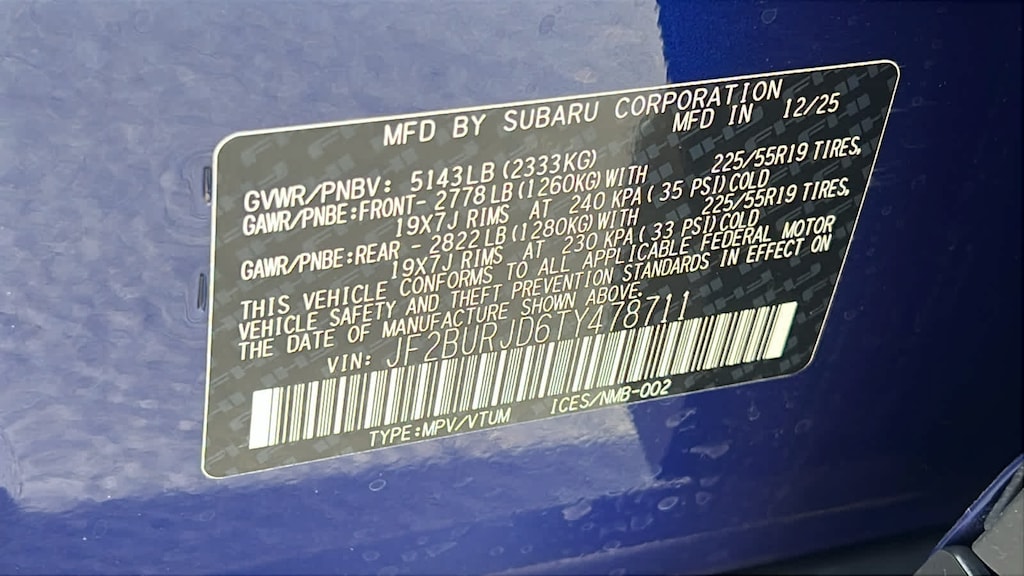 MFD BY SUBARU CORPORATION
MFD IN 12/25
GVWR/PNBV: 5143LB (2333KG)
GAWR/PNBE:FRONT- 2778LB(1260KG)WITH 225/55R19 TIRES,
19X7J RIMS AT 240 KPA(35 PSI)COLD
GAWR/PNBE:REAR - 2822LB(1280KG)WITH 225/55R19 TIRES,
19X7J RIMS AT 230 KPA(33 PSI)COLD
THIS VEHICLE CONFORMS TO ALL APPLICABLE FEDERAL MOTOR
VEHICLE SAFETY AND THEFT PREVENTION STANDARDS IN EFFECT ON
THE DATE OF MANUFACTURE SHOWN ABOVE.
VIN: JF2BURJD6TY478711
TYPE:MPV/VTUM ICES/NMB-002